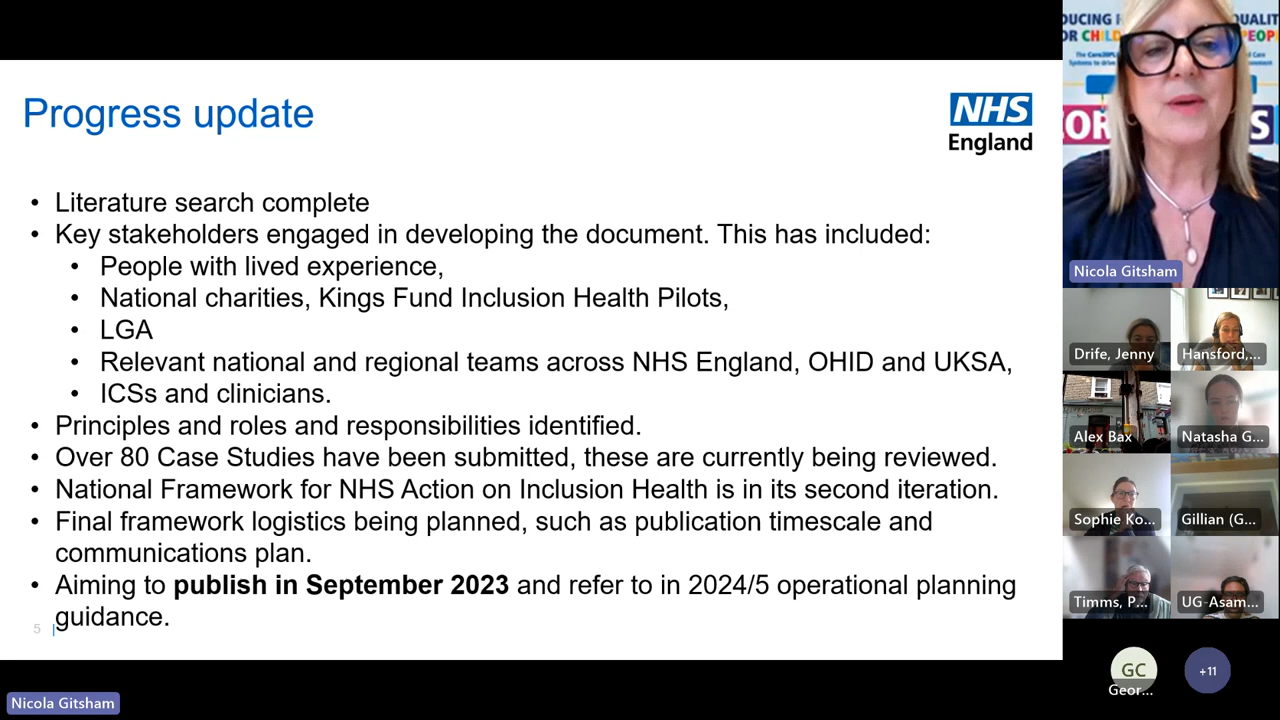 Progress update
NHS
England
• Literature search complete
• Key stakeholders engaged in developing the document. This has included:
• People with lived experience,
• National charities, Kings Fund Inclusion Health Pilots,
• LGA
• Relevant national and regional teams across NHS England, OHID and UKSA,
• ICSs and clinicians.
• Principles and roles and responsibilities identified.
• Over 80 Case Studies have been submitted, these are currently being reviewed.
• National Framework for NHS Action on Inclusion Health is in its second iteration.
• Final framework logistics being planned, such as publication timescale and
communications plan.
• Aiming to publish in September 2023 and refer to in 2024/5 operational planning
guidance.
5
Nicola Gitsham
Nicola Gitsham
Drife, Jenny
Hansford,...
Alex Bax
Natasha G...
Sophie Ko...
Gillian (G...
Timms, P...
UG-Asam...
GC
Geor...
+11